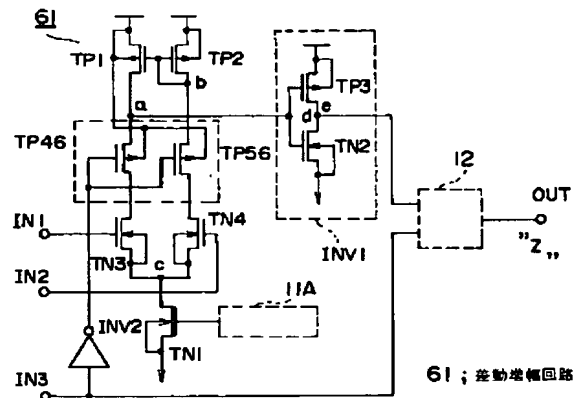 61
TP1
TP2
b
a
TP3
e
d
TP46
TP56
TN2
12
OUT
IN1
TN3
TN4
INV1
"Z„
IN2
c
11A
INV2
TN1
IN3
61 ; 差動増幅回路